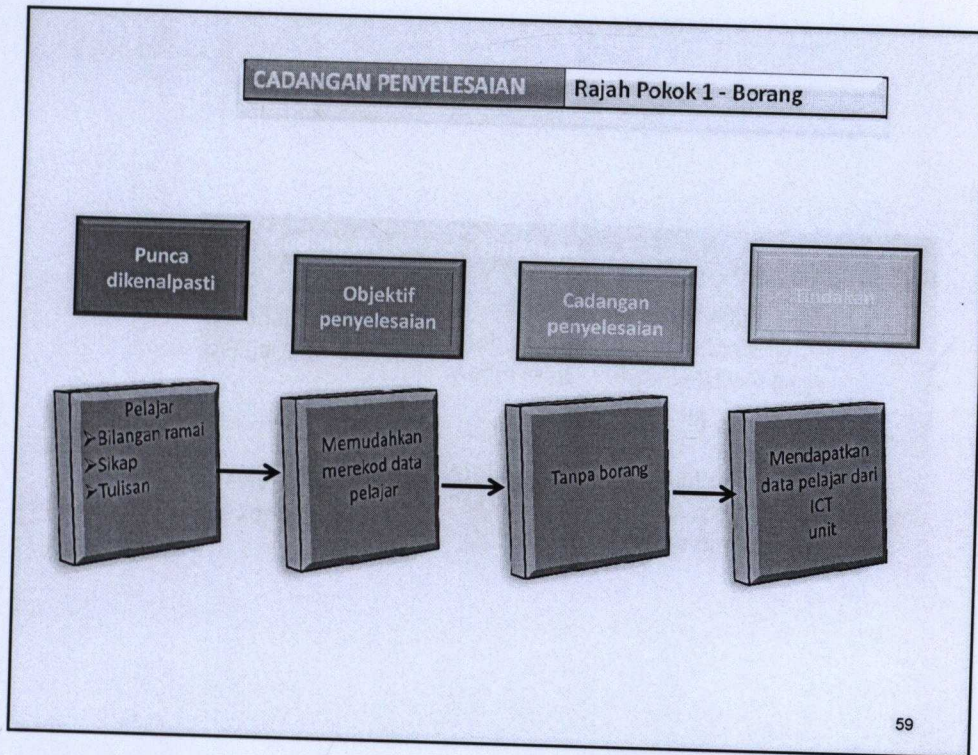 CADANGAN PENYELESAIAN Rajah Pokok 1 - Borang
Punca
dikenalpasti
Objektif
penyelesaian
Cadangan
penyelesaian
Tindakan
Pelajar
➢Bilangan ramai
➢Sikap
➢Tulisan
Memudahkan
merekod data
pelajar
Tanpa borang
Mendapatkan
data pelajar dari
ICT
unit
59